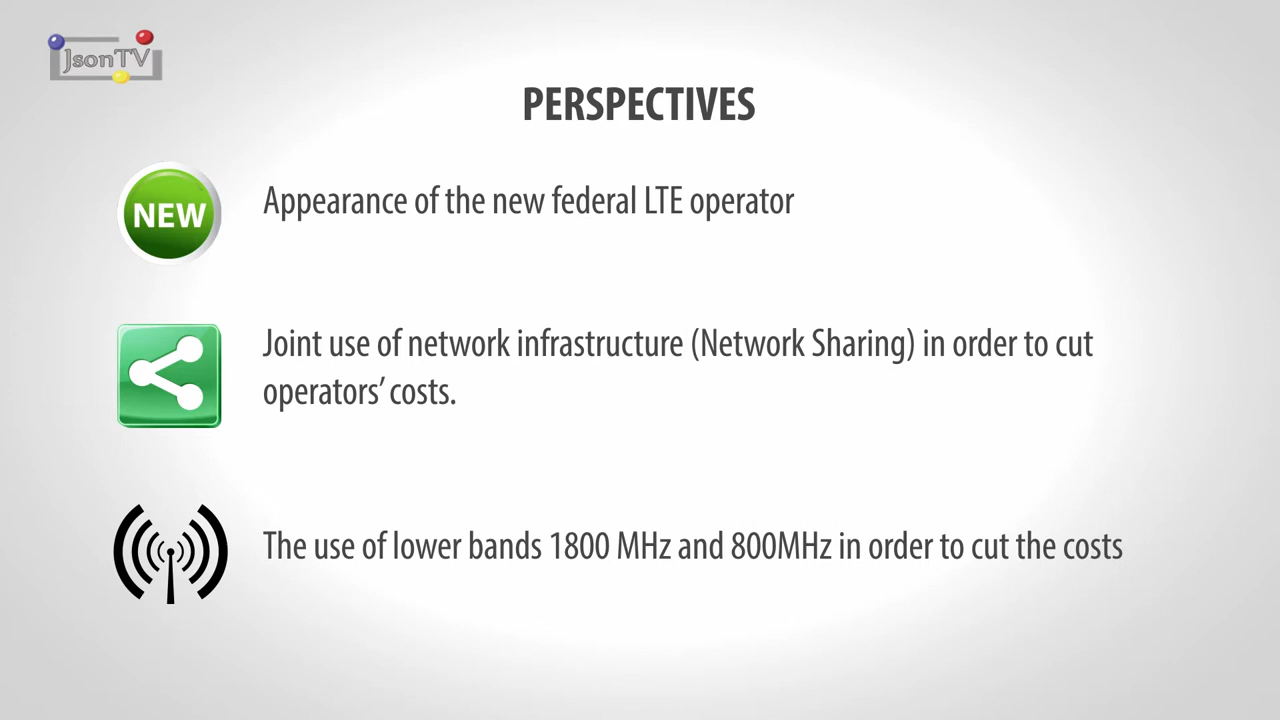 JsonTV
PERSPECTIVES
NEW
Appearance of the new federal LTE operator
Joint use of network infrastructure (Network Sharing) in order to cut
operators’ costs.
The use of lower bands 1800 MHz and 800MHz in order to cut the costs